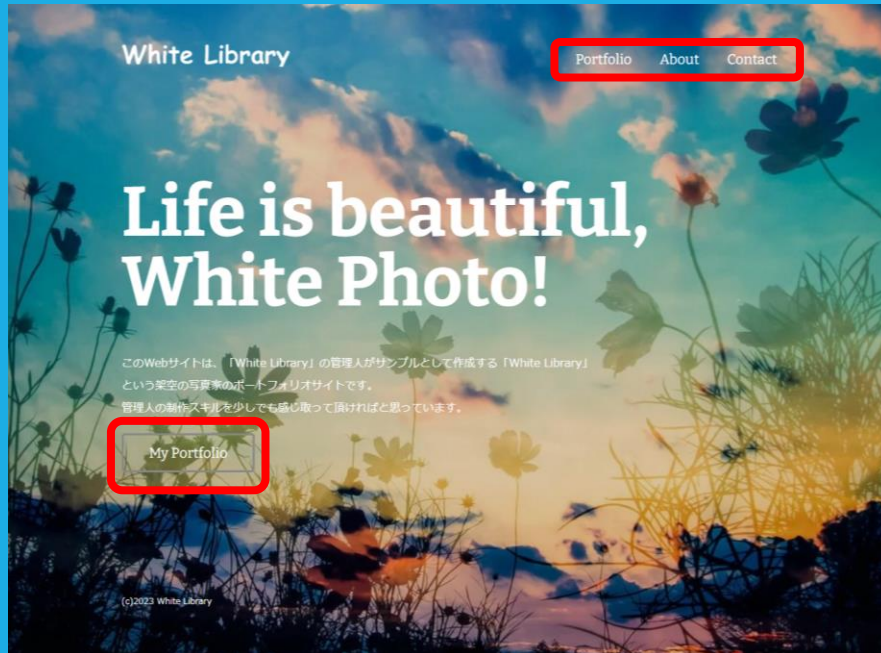 White Library
Portfolio About Contact
Life is beautiful,
White Photo!
このWebサイトは、「White Library」の管理人がサンプルとして作成する「White Library」
という架空の写真家のポートフォリオサイトです。
管理人の制作スキルを少しでも感じ取って頂ければと思っています。
My Portfolio
(c)2023 White Library